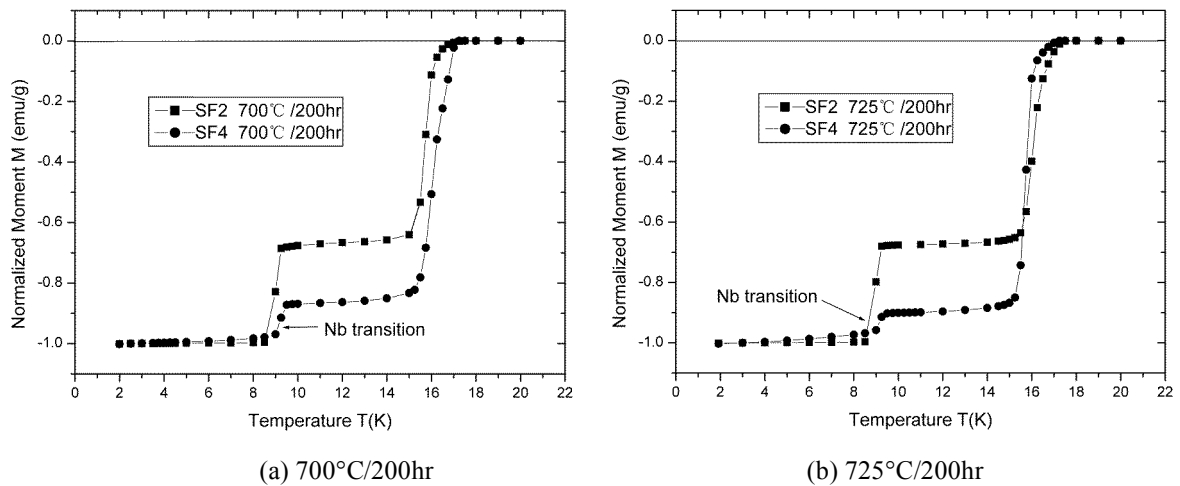 0.0
-0.2
-0.4
-0.6
-0.8
-1.0
Normalized Moment M (emu/g)
SF2 700℃ /200hr
SF4 700℃ /200hr
Nb transition
0 2 4 6 8 10 12 14 16 18 20 22
Temperature T(K)
(a) 700°C/200hr
0.0
-0.2
-0.4
-0.6
-0.8
-1.0
Normalized Moment M (emu/g)
SF2 725℃ /200hr
SF4 725℃ /200hr
Nb transition
0 2 4 6 8 10 12 14 16 18 20 22
Temperature T(K)
(b) 725°C/200hr